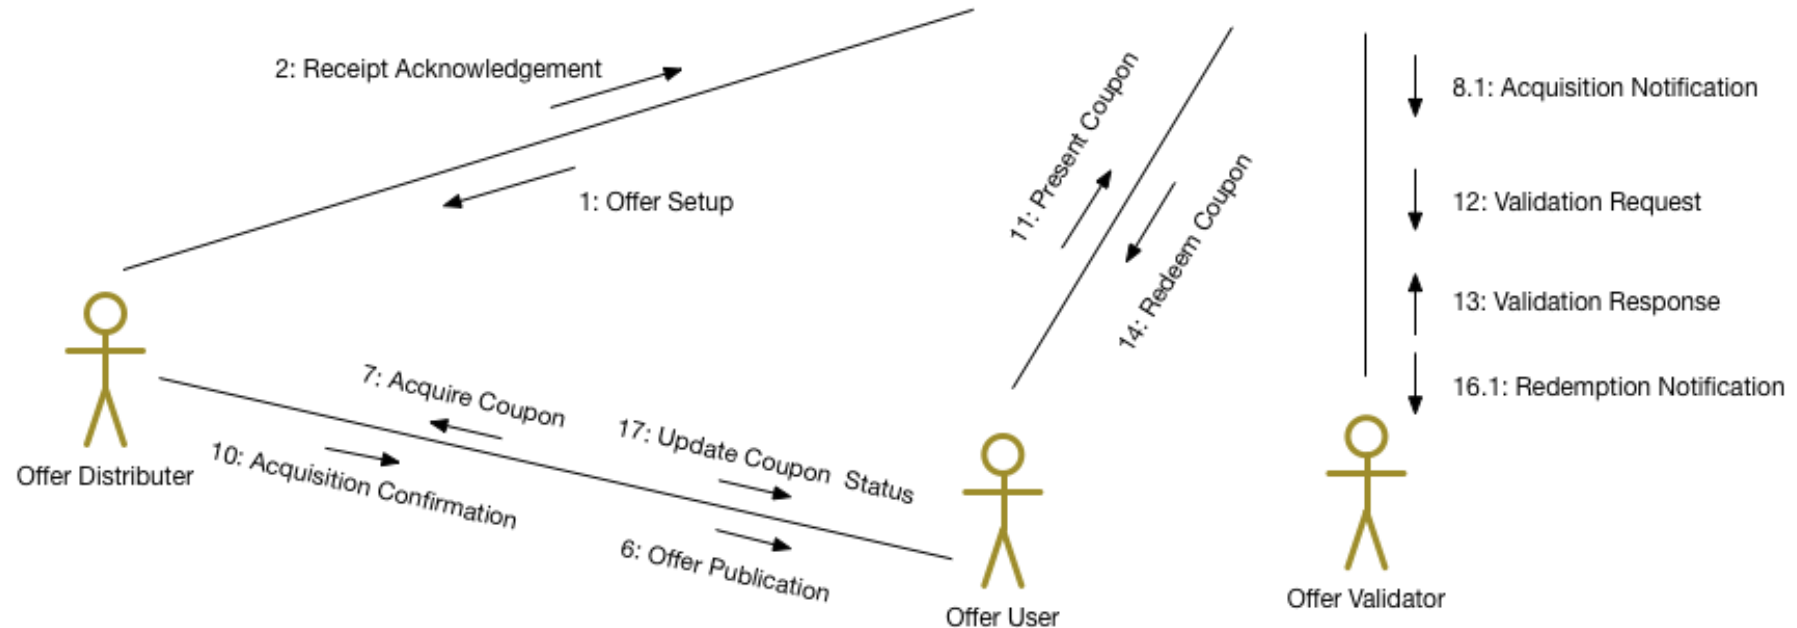 2: Receipt Acknowledgement
1: Offer Setup
11: Present Coupon
14: Redeem Coupon
8.1: Acquisition Notification
12: Validation Request
13: Validation Response
16.1: Redemption Notification
7: Acquire Coupon
10: Acquisition Confirmation
17: Update Coupon Status
6: Offer Publication
Offer Distributer
Offer User
Offer Validator